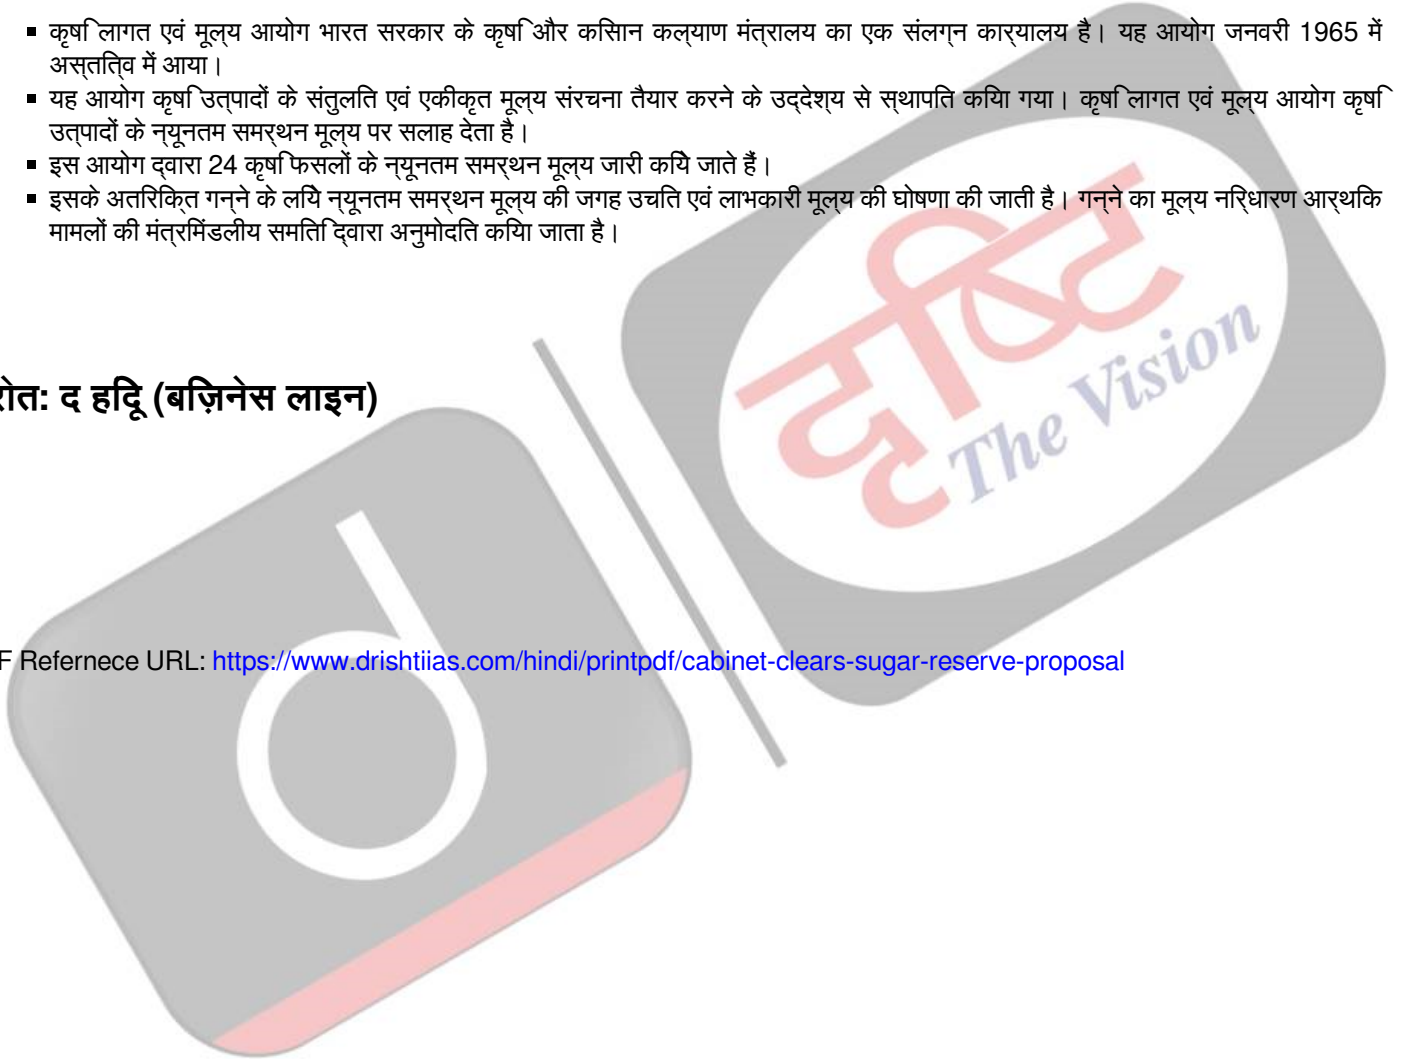 ▪ कृषि लागत एवं मूल्य आयोग भारत सरकार के कृषि और किसान कल्याण मंत्रालय का एक संलग्न कार्यालय है। यह आयोग जनवरी 1965 में
अस्तित्व में आया।
▪ यह आयोग कृषि उत्पादों के संतुलित एवं एकीकृत मूल्य संरचना तैयार करने के उद्देश्य से स्थापित किया गया। कृषि लागत एवं मूल्य आयोग कृषि
उत्पादों के न्यूनतम समर्थन मूल्य पर सलाह देता है।
▪ इस आयोग द्वारा 24 कृषि फसलों के न्यूनतम समर्थन मूल्य जारी किये जाते हैं।
▪ इसके अतिरिक्त गन्ने के लिये न्यूनतम समर्थन मूल्य की जगह उचित एवं लाभकारी मूल्य की घोषणा की जाती है। गन्ने का मूल्य निर्धारण आर्थिक
मामलों की मंत्रिमंडलीय समिति द्वारा अनुमोदित किया जाता है।
दृष्टि
The Vision
रोत: द हिंदू (बिज़नेस लाइन)
F Refernece URL: https://www.drishtiias.com/hindi/printpdf/cabinet-clears-sugar-reserve-proposal